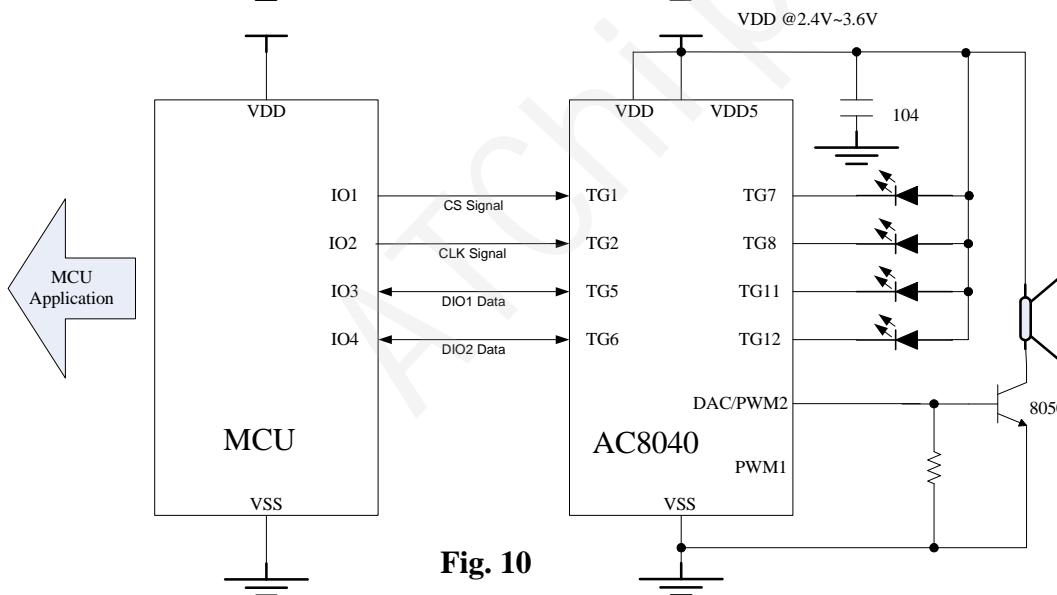 VDD @2.4V~3.6V
VDD
VDD
VDD5
104
IO1
CS Signal
TG1
TG7
IO2
CLK Signal
TG2
TG8
MCU
Application
IO3
DIO1 Data
TG5
TG11
IO4
DIO2 Data
TG6
TG12
DAC/PWM2
805
MCU
AC8040
PWM1
VSS
VSS
Fig. 10
ATchip